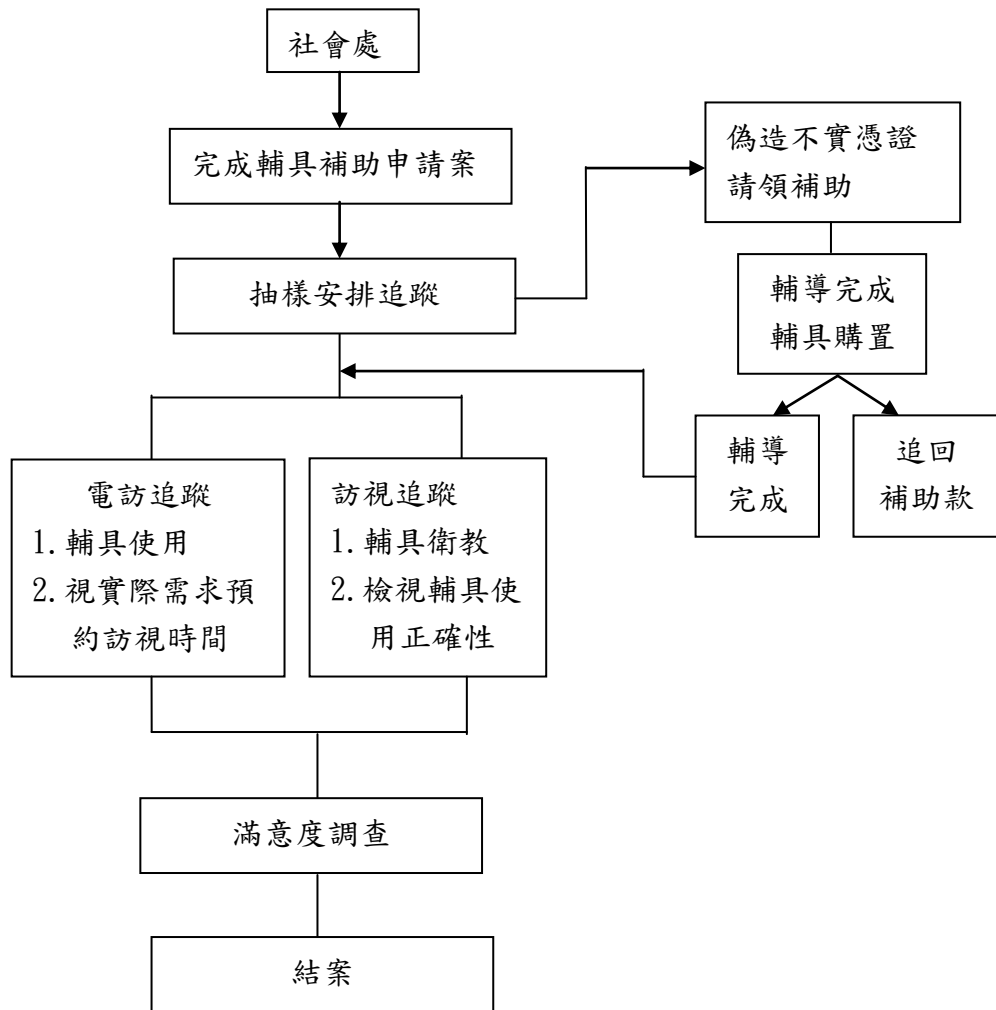 社會處
完成輔具補助申請案
偽造不實憑證
請領補助
抽樣安排追蹤
輔導完成
輔具購置
輔導
完成
追回
補助款
電訪追蹤
1.輔具使用
2.視實際需求預
約訪視時間
訪視追蹤
1.輔具衛教
2.檢視輔具使
用正確性
滿意度調查
結案